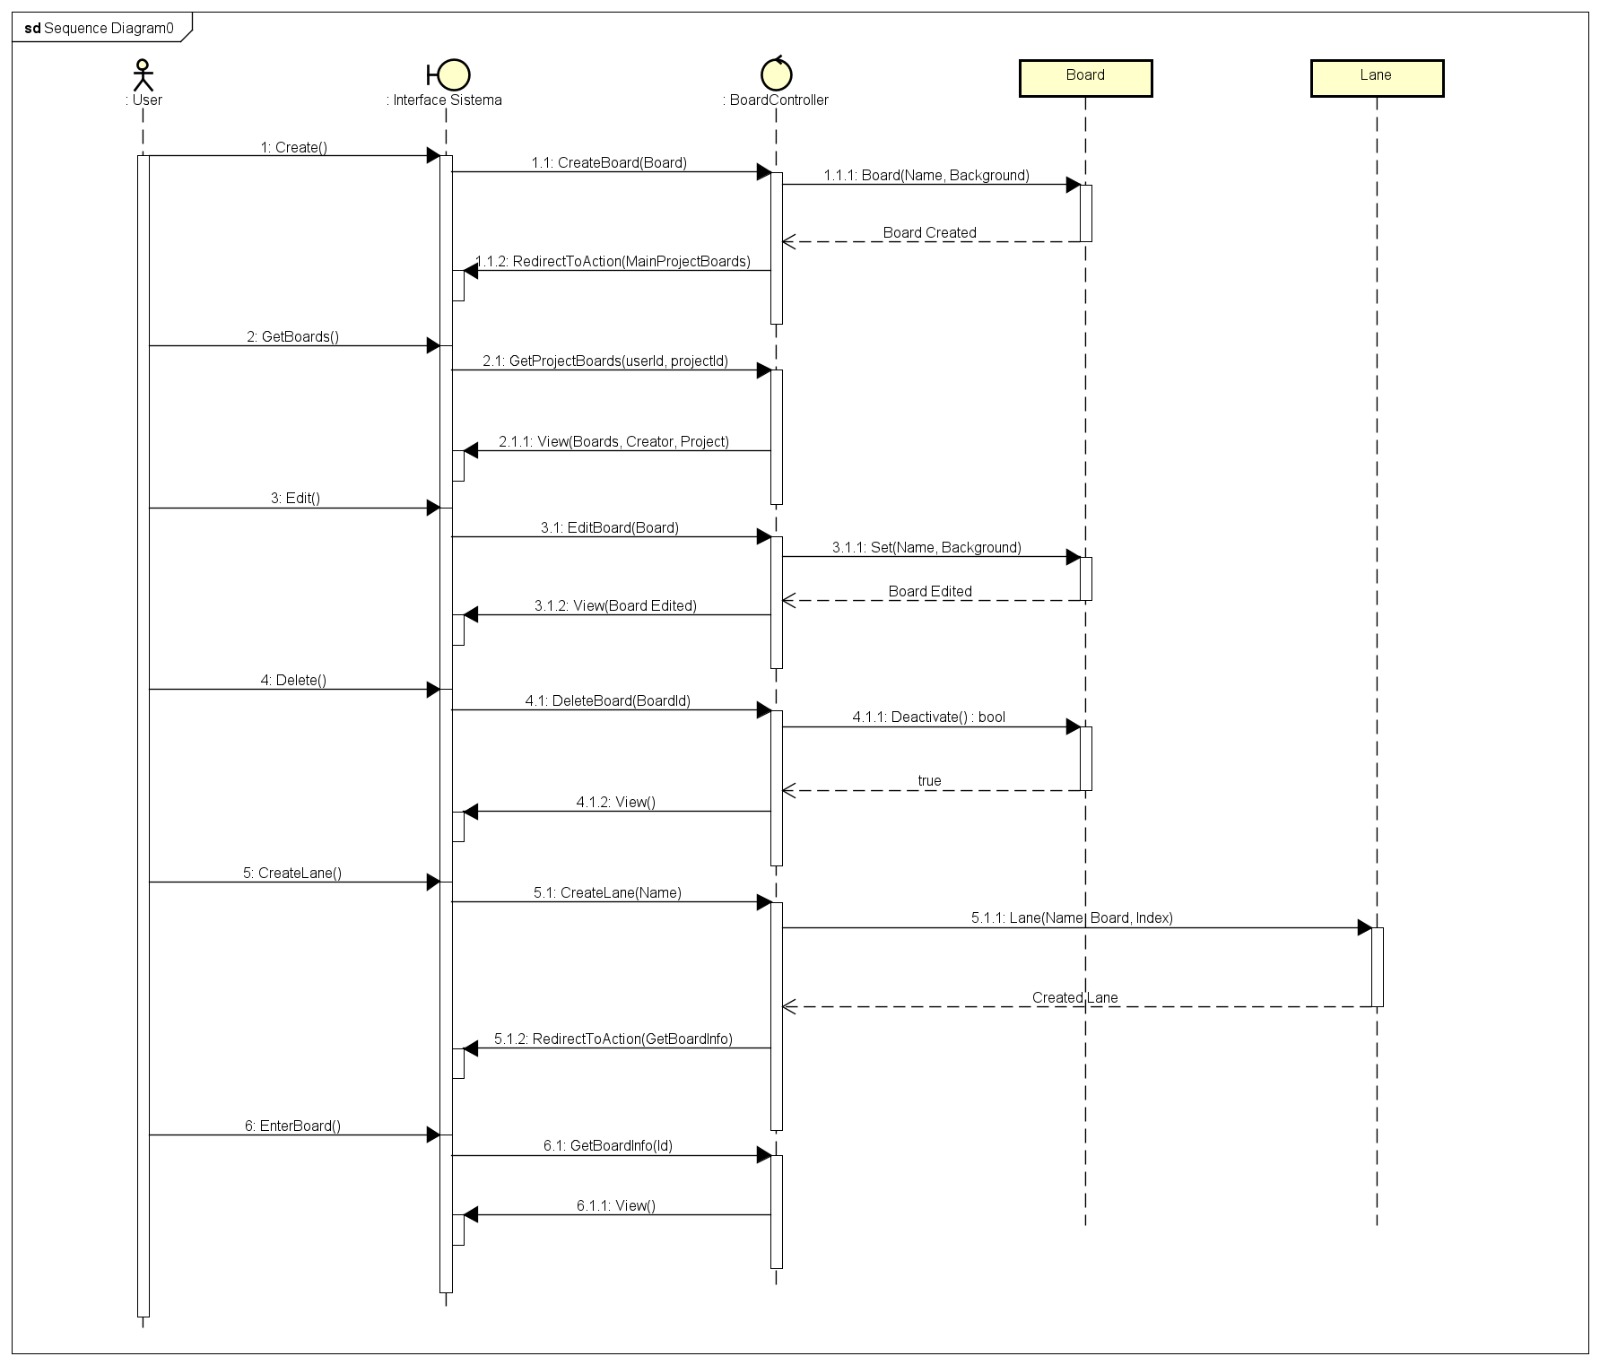 sd Sequence Diagram0
: User
: Interface Sistema
: BoardController
Board
Lane
1: Create()
1.1: CreateBoard(Board)
1.1.1: Board(Name, Background)
Board Created
1.1.2: RedirectToAction(MainProjectBoards)
2: GetBoards()
2.1: GetProjectBoards(userId, projectId)
2.1.1: View(Boards, Creator, Project)
3: Edit()
3.1: EditBoard(Board)
3.1.1: Set(Name, Background)
Board Edited
3.1.2: View(Board Edited)
4: Delete()
4.1: DeleteBoard(BoardId)
4.1.1: Deactivate() : bool
true
4.1.2: View()
5: CreateLane()
5.1: CreateLane(Name)
5.1.1: Lane(Name, Board, Index)
Created Lane
5.1.2: RedirectToAction(GetBoardInfo)
6: EnterBoard()
6.1: GetBoardInfo(Id)
6.1.1: View()